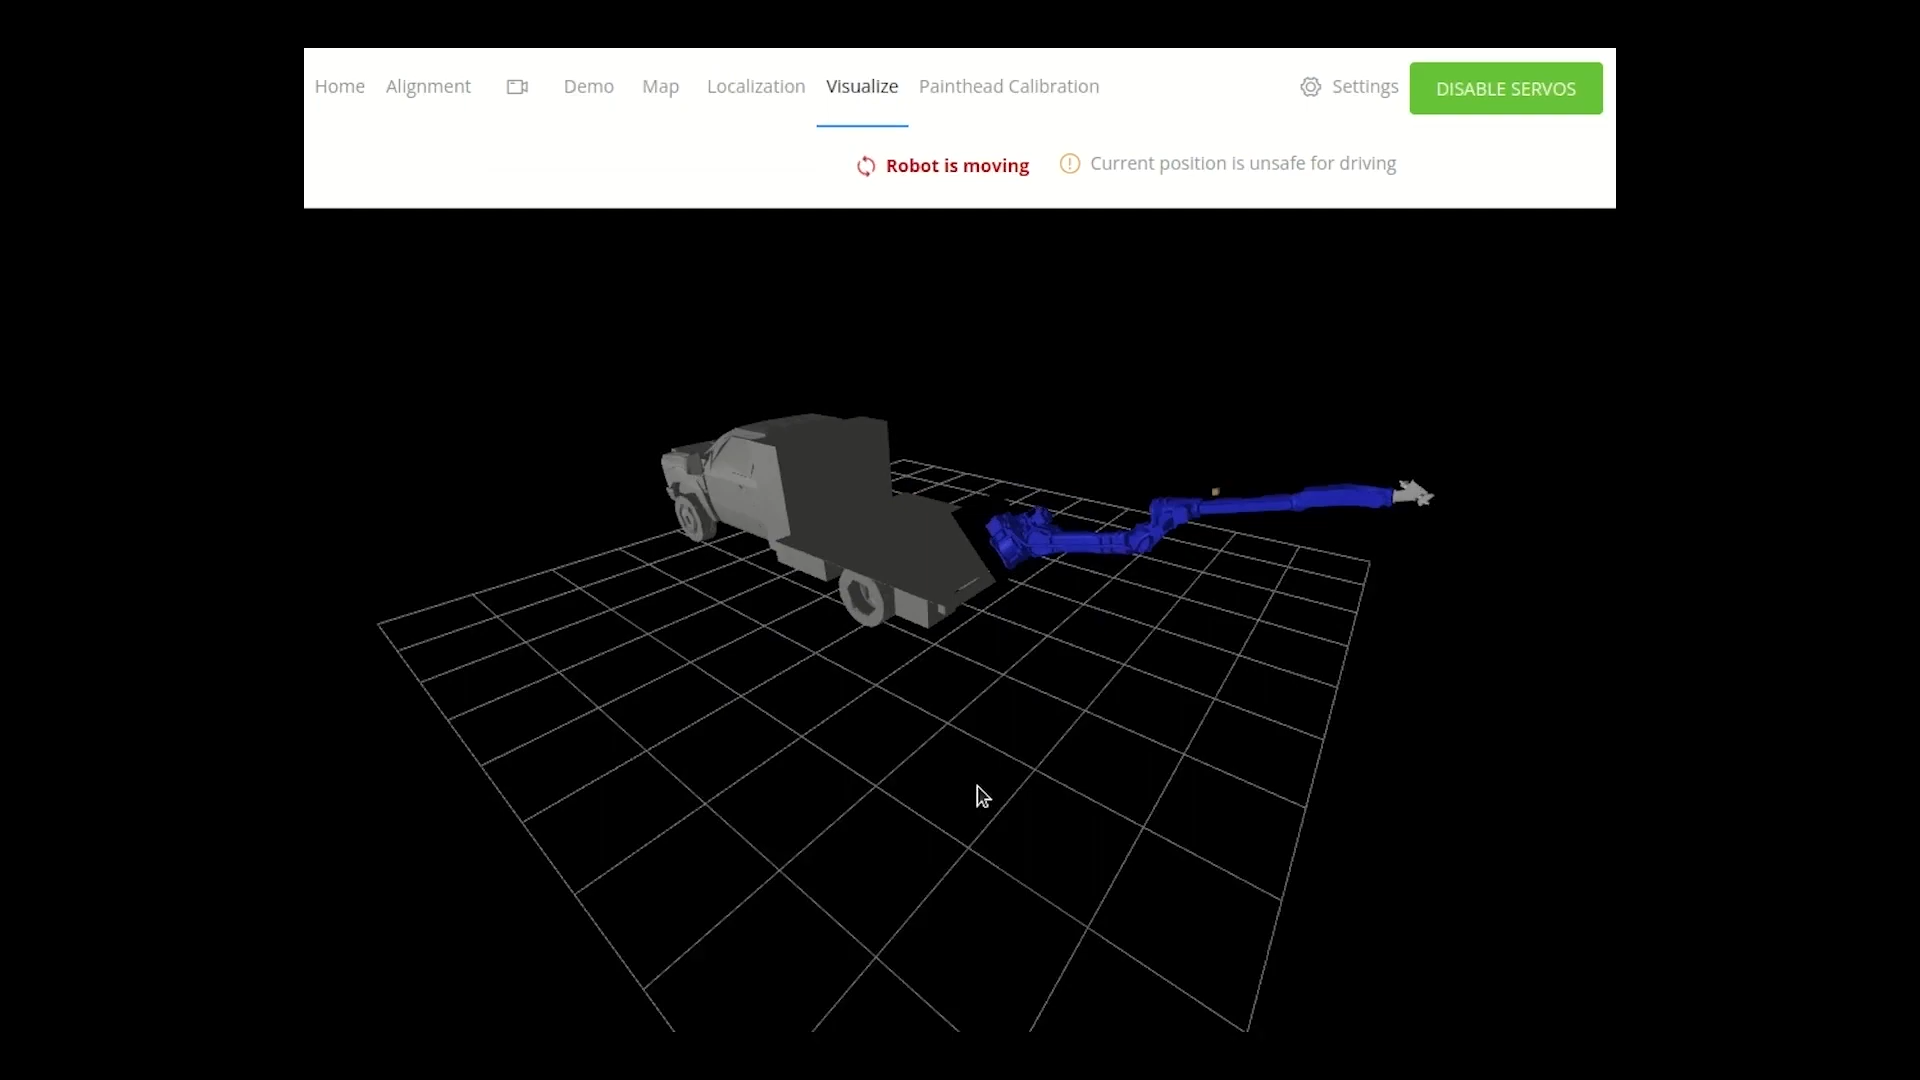 Home Alignment Demo Map Localization Visualize Painthead Calibration Settings DISABLE SERVOS
Robot is moving Current position is unsafe for driving